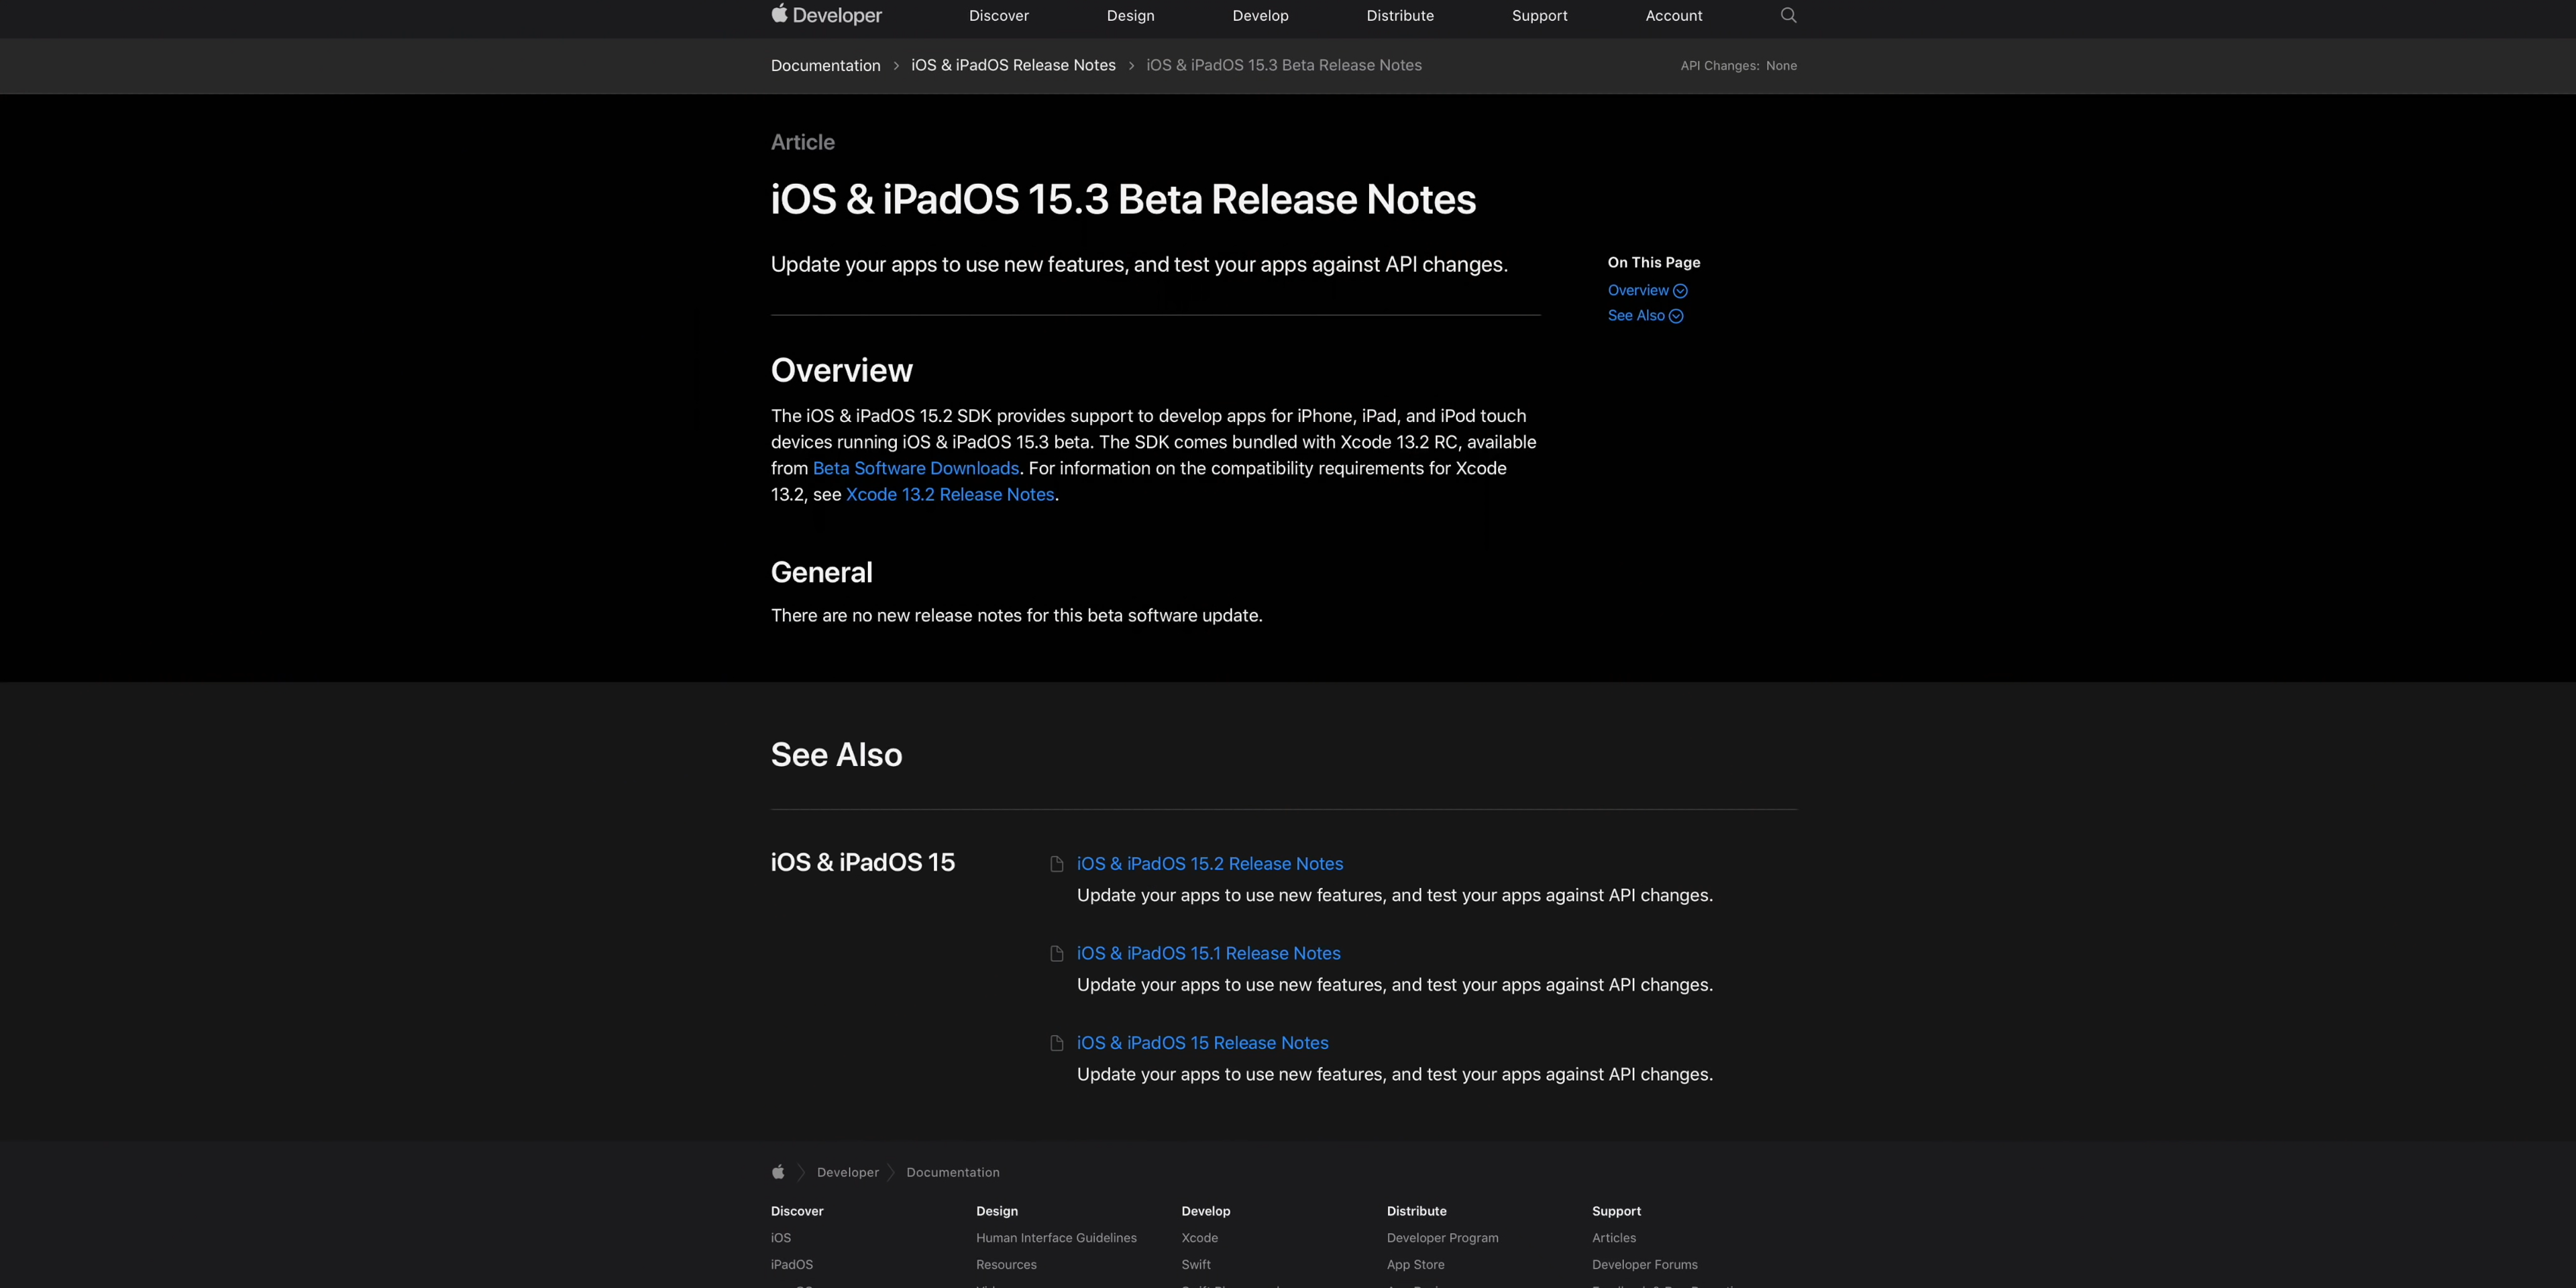 Developer
Discover
Design
Develop
Distribute
Support
Account
Documentation > iOS & iPadOS Release Notes > iOS & iPadOS 15.3 Beta Release Notes
API Changes: None
Article
iOS & iPadOS 15.3 Beta Release Notes
Update your apps to use new features, and test your apps against API changes.
On This Page
Overview
See Also
Overview
The iOS & iPadOS 15.2 SDK provides support to develop apps for iPhone, iPad, and iPod touch
devices running iOS & iPadOS 15.3 beta. The SDK comes bundled with Xcode 13.2 RC, available
from Beta Software Downloads. For information on the compatibility requirements for Xcode
13.2, see Xcode 13.2 Release Notes.
General
There are no new release notes for this beta software update.
See Also
iOS & iPadOS 15
iOS & iPadOS 15.2 Release Notes
Update your apps to use new features, and test your apps against API changes.
iOS & iPadOS 15.1 Release Notes
Update your apps to use new features, and test your apps against API changes.
iOS & iPadOS 15 Release Notes
Update your apps to use new features, and test your apps against API changes.
Developer
Documentation
Discover
iOS
iPadOS
Design
Human Interface Guidelines
Resources
Develop
Xcode
Swift
Distribute
Developer Program
App Store
Support
Articles
Developer Forums